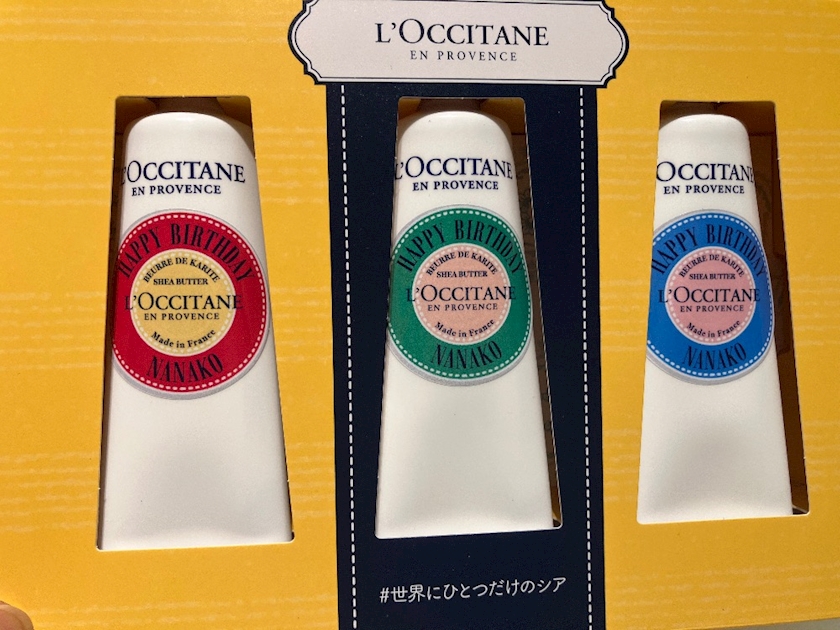 L'OCCITANE
EN PROVENCE
L'OCCITANE
EN PROVENCE
HAPPY BIRTHDAY
BEURRE DE KARITE
SHEA BUTTER
L'OCCITANE
EN PROVENCE
Made in France
NANAKO
L'OCCITANE
EN PROVENCE
HAPPY BIRTHDAY
BEURRE DE KARITE
SHEA BUTTER
L'OCCITANE
EN PROVENCE
Made in France
NANAKO
OCCITANE
EN PROVENCE
HAPPY BIRTHDAY
BEURRE DE KARITE
SHEA BUTTER
L'OCCITANE
EN PROVENCE
Made in France
NANAKO
#世界にひとつだけのシア